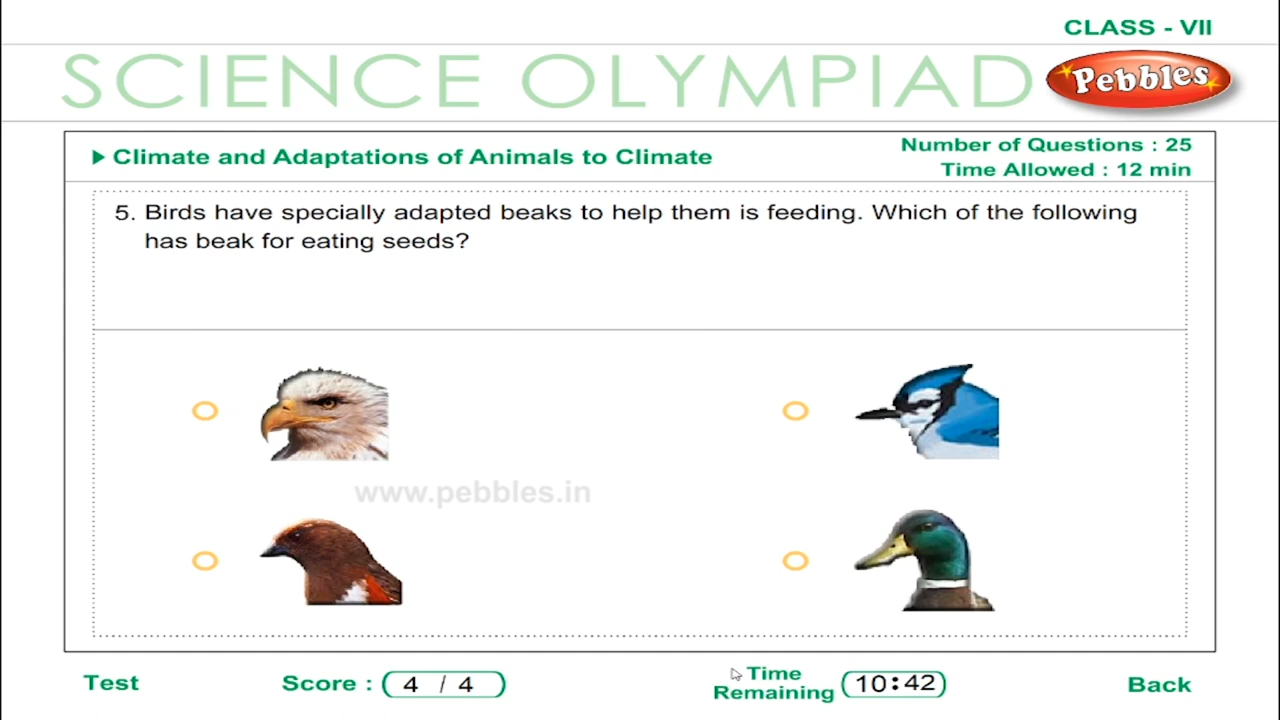 CLASS - VII
SCIENCE OLYMPIAD
Pebbles
Climate and Adaptations of Animals to Climate
Number of Questions : 25
Time Allowed : 12 min
5. Birds have specially adapted beaks to help them is feeding. Which of the following
has beak for eating seeds?
www.pebbles.in
Test
Score : ( 4 / 4 )
Time
Remaining
10:42
Back